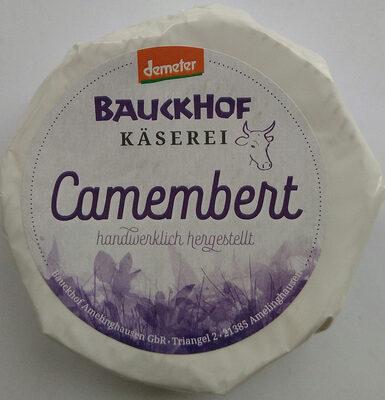 demeter
BAUCKHOF
KÄSEREI
Camembert
handwerklich hergestellt
Bauckhof Amelinghausen GbR · Triangel 2 · 21385 Amelinghausen